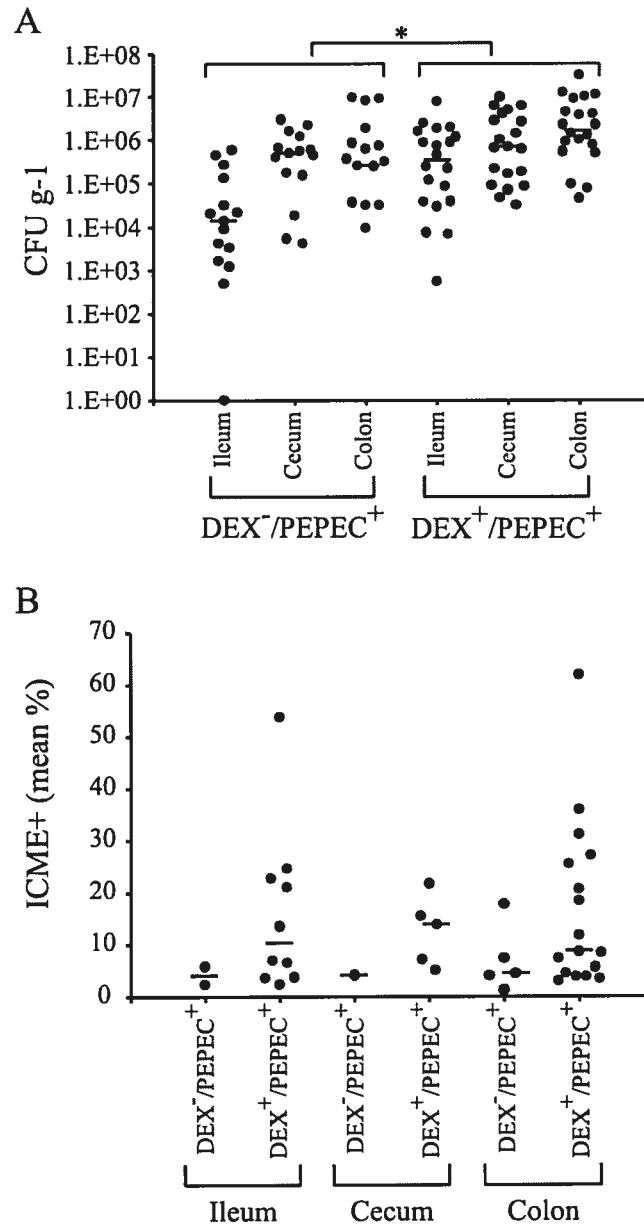 A
*
CFU g-1
1.E+08
1.E+07
1.E+06
1.E+05
1.E+04
1.E+03
1.E+02
1.E+01
1.E+00
Ileum
Cecum
Colon
Ileum
Cecum
Colon
DEX⁻/PEPEC⁺
DEX⁺/PEPEC⁺
B
ICME+ (mean %)
70
60
50
40
30
20
10
0
DEX⁻/PEPEC⁺
DEX⁺/PEPEC⁺
DEX⁻/PEPEC⁺
DEX⁺/PEPEC⁺
DEX⁻/PEPEC⁺
DEX⁺/PEPEC⁺
Ileum
Cecum
Colon